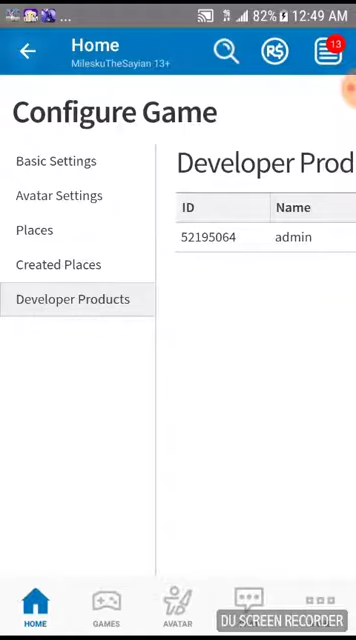 ... 82% 12:49 AM
Home
MileskuTheSayian 13+
R$
13
Configure Game
Basic Settings
Avatar Settings
Places
Created Places
Developer Products
Developer Prod
ID Name
52195064 admin
HOME GAMES AVATAR
DU SCREEN RECORDER